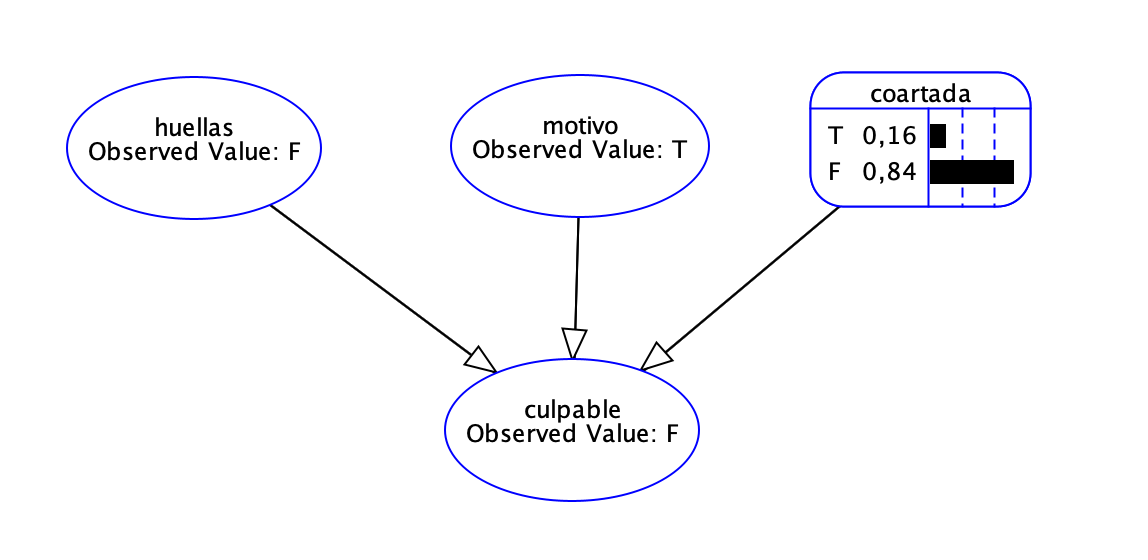 huellas
Observed Value: F
motivo
Observed Value: T
coartada
T 0,16
F 0,84
culpable
Observed Value: F